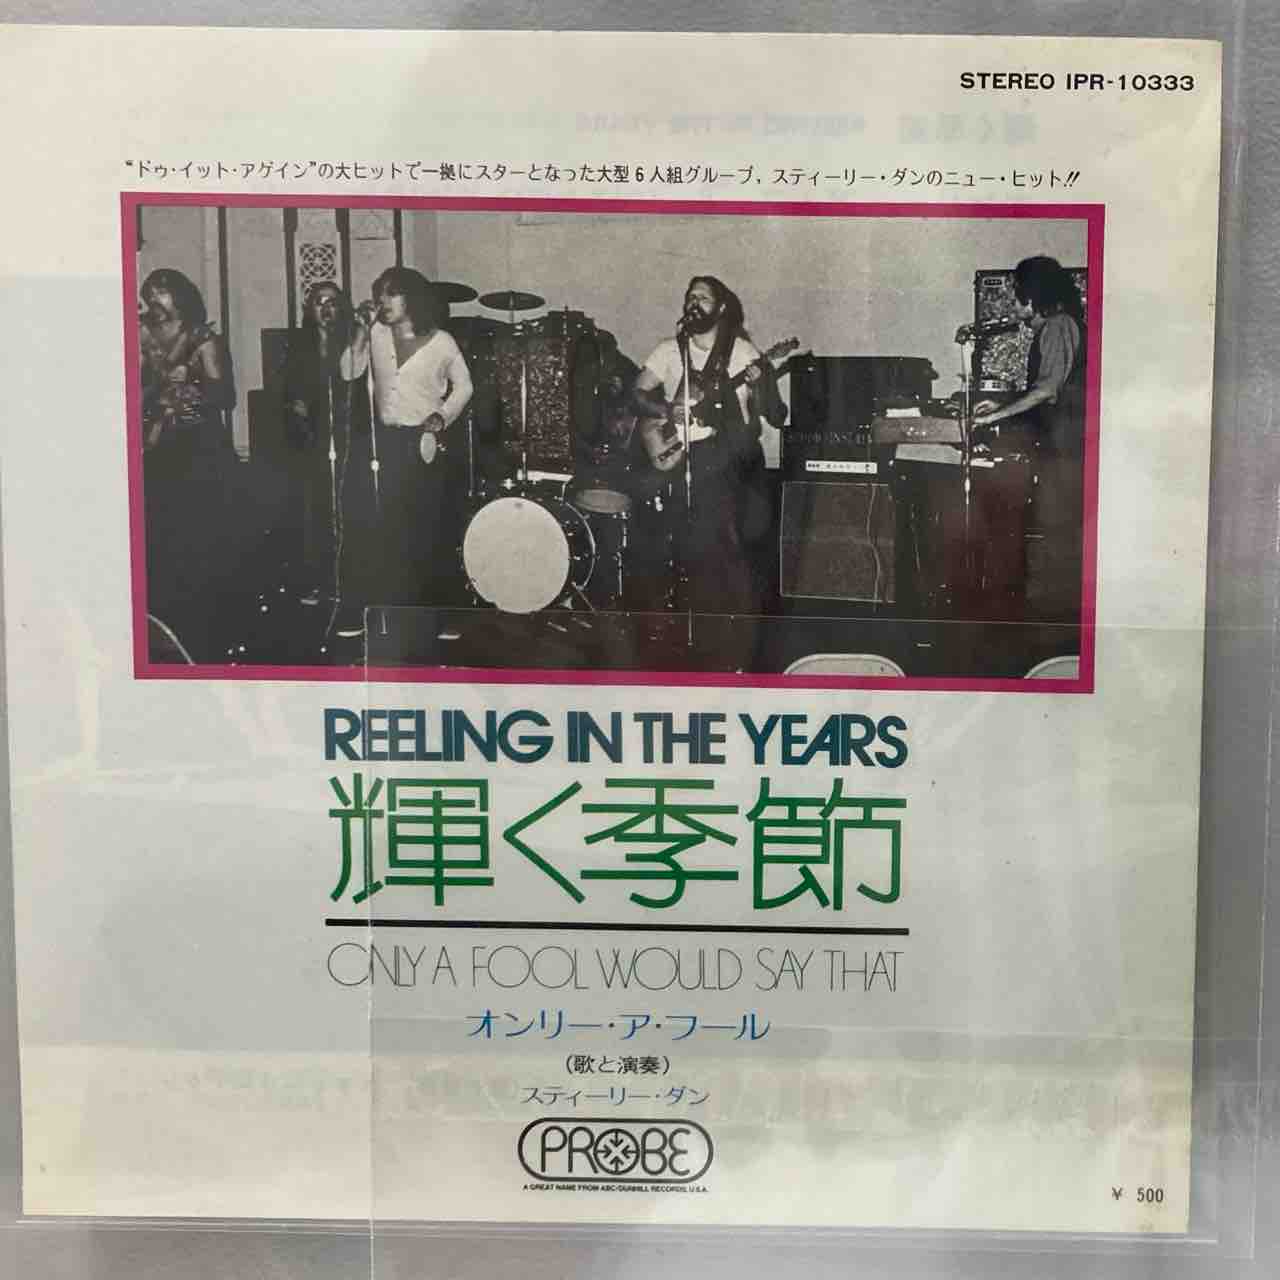 STEREO IPR-10333
“ドゥ・イット・アゲイン”の大ヒットで一拠にスターとなった大型6人組グループ，スティーリー・ダンのニュー・ヒット!!
REELING IN THE YEARS
輝く季節
ONLY A FOOL WOULD SAY THAT
オンリー・ア・フール
(歌と演奏)
スティーリー・ダン
PROBE
A GREAT NAME FROM ABC/DUNHILL RECORDS, U.S.A.
¥ 500